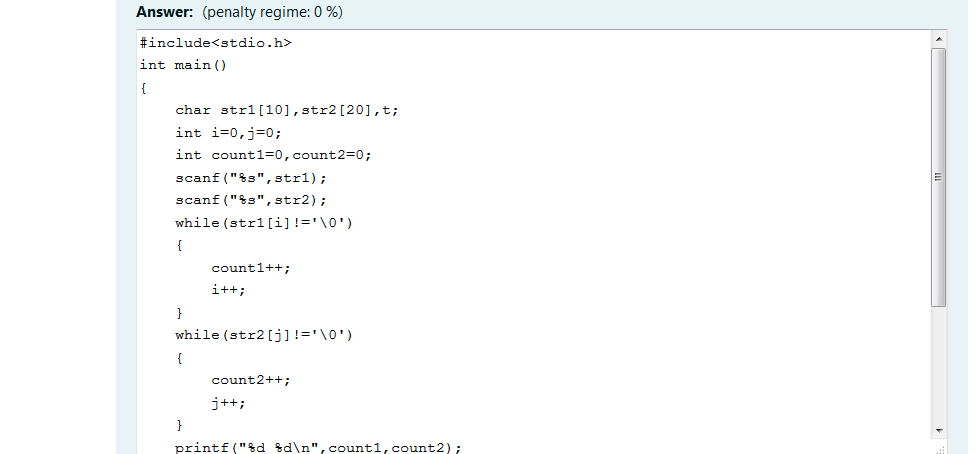 Answer: (penalty regime: 0 %)
#include<stdio.h>
int main()
{
    char str1[10],str2[20],t;
    int i=0,j=0;
    int count1=0,count2=0;
    scanf("%s",str1);
    scanf("%s",str2);
    while(str1[i]!='\0')
    {
        count1++;
        i++;
    }
    while(str2[j]!='\0')
    {
        count2++;
        j++;
    }
    printf("%d %d\n",count1,count2);